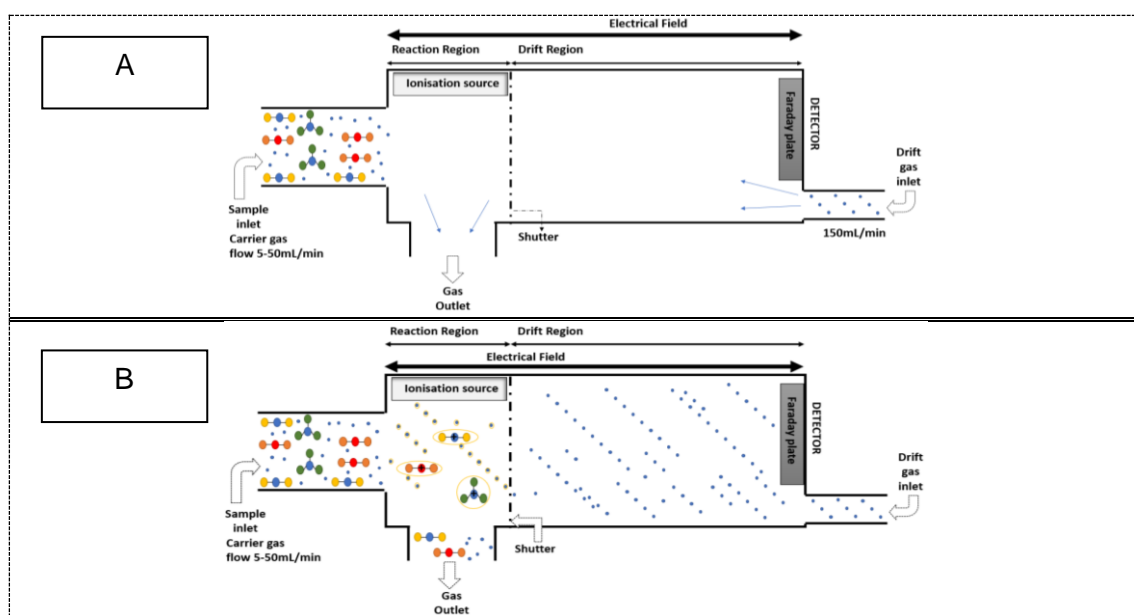 A
Electrical Field
Reaction Region
Drift Region
Ionisation source
Faraday plate
DETECTOR
Drift
gas
inlet
Sample
inlet
Carrier gas
flow 5-50mL/min
Shutter
150mL/min
Gas
Outlet
B
Reaction Region
Drift Region
Electrical Field
Ionisation source
Faraday plate
DETECTOR
Drift
gas
inlet
Sample
inlet
Carrier gas
flow 5-50mL/min
Shutter
Gas
Outlet